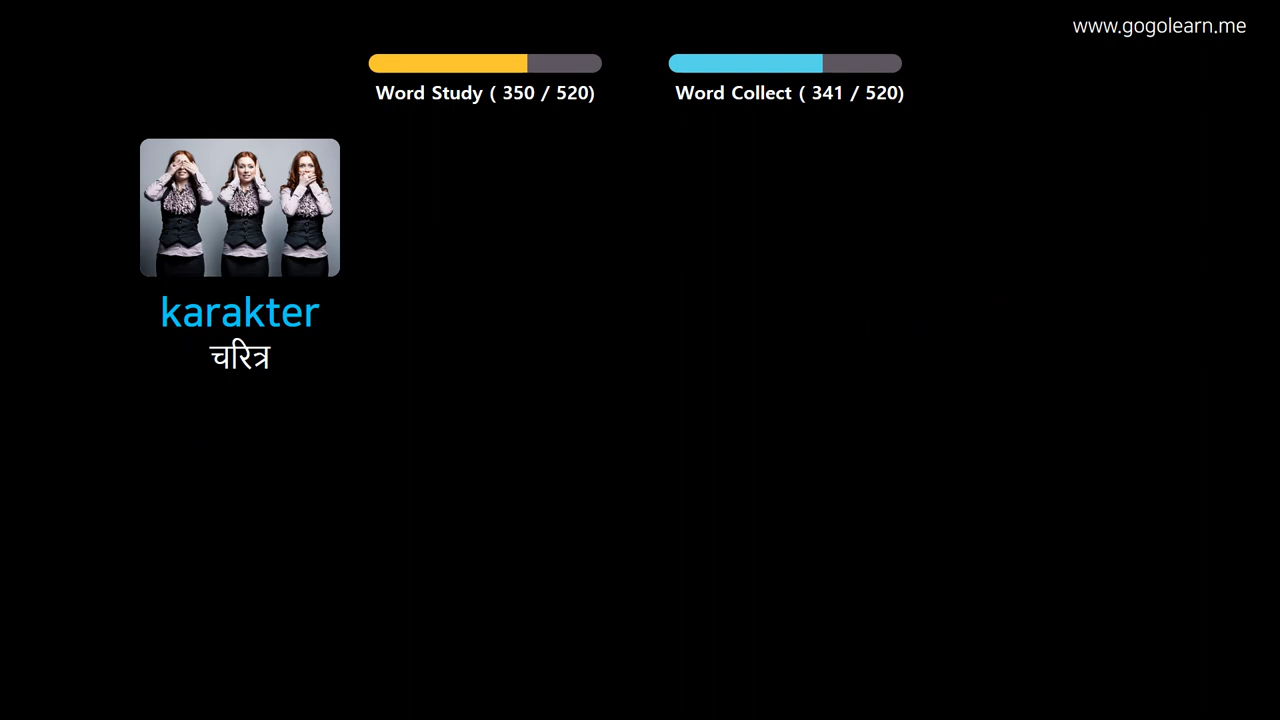 www.gogolearn.me
Word Study ( 350 / 520)
Word Collect ( 341 / 520)
karakter
चरित्र